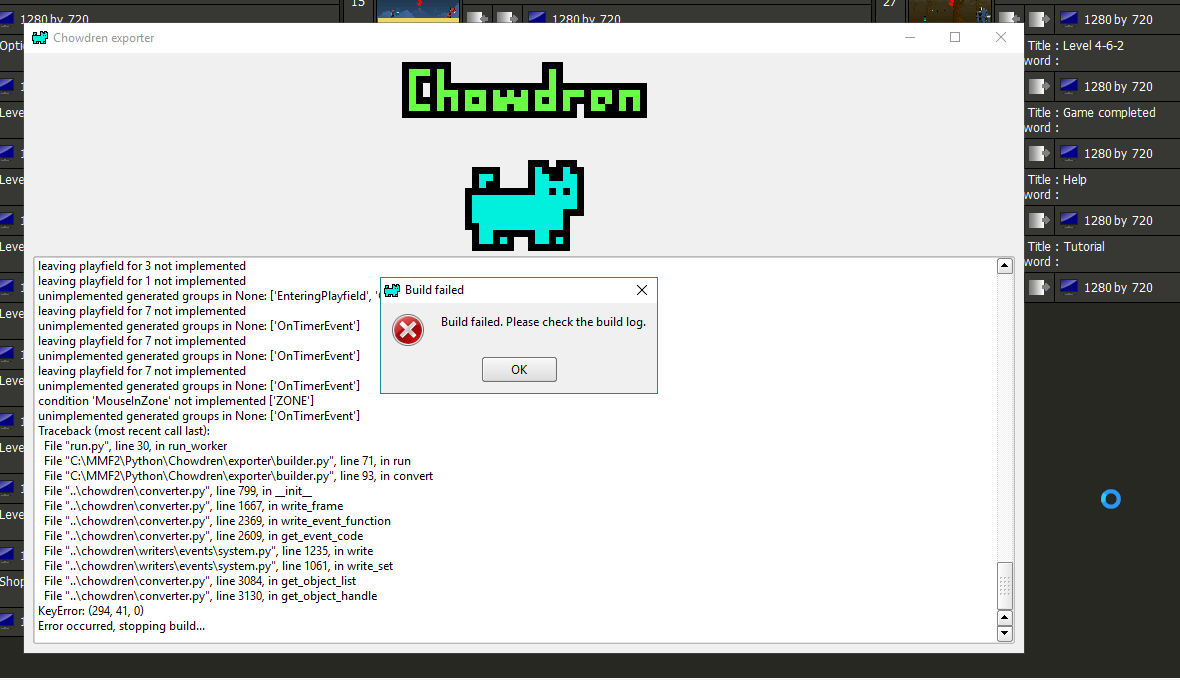 1280 by 720
15
1280 by 720
27
1280 by 720
Chowdren exporter
Title : Level 4-6-2
word :
1280 by 720
Title : Game completed
word :
1280 by 720
Title : Help
word :
1280 by 720
Title : Tutorial
word :
1280 by 720
Opti
Leve
Leve
Leve
Leve
Leve
Leve
Leve
Shop
Chowdren
leaving playfield for 3 not implemented
leaving playfield for 1 not implemented
unimplemented generated groups in None: ['EnteringPlayfield', '
leaving playfield for 7 not implemented
unimplemented generated groups in None: ['OnTimerEvent']
leaving playfield for 7 not implemented
unimplemented generated groups in None: ['OnTimerEvent']
leaving playfield for 7 not implemented
unimplemented generated groups in None: ['OnTimerEvent']
condition 'MouseInZone' not implemented ['ZONE']
unimplemented generated groups in None: ['OnTimerEvent']
Traceback (most recent call last):
File "run.py", line 30, in run_worker
File "C:\MMF2\Python\Chowdren\exporter\builder.py", line 71, in run
File "C:\MMF2\Python\Chowdren\exporter\builder.py", line 93, in convert
File "..\chowdren\converter.py", line 799, in __init__
File "..\chowdren\converter.py", line 1667, in write_frame
File "..\chowdren\converter.py", line 2369, in write_event_function
File "..\chowdren\converter.py", line 2609, in get_event_code
File "..\chowdren\writers\events\system.py", line 1235, in write
File "..\chowdren\writers\events\system.py", line 1061, in write_set
File "..\chowdren\converter.py", line 3084, in get_object_list
File "..\chowdren\converter.py", line 3130, in get_object_handle
KeyError: (294, 41, 0)
Error occurred, stopping build...
Build failed
Build failed. Please check the build log.
OK